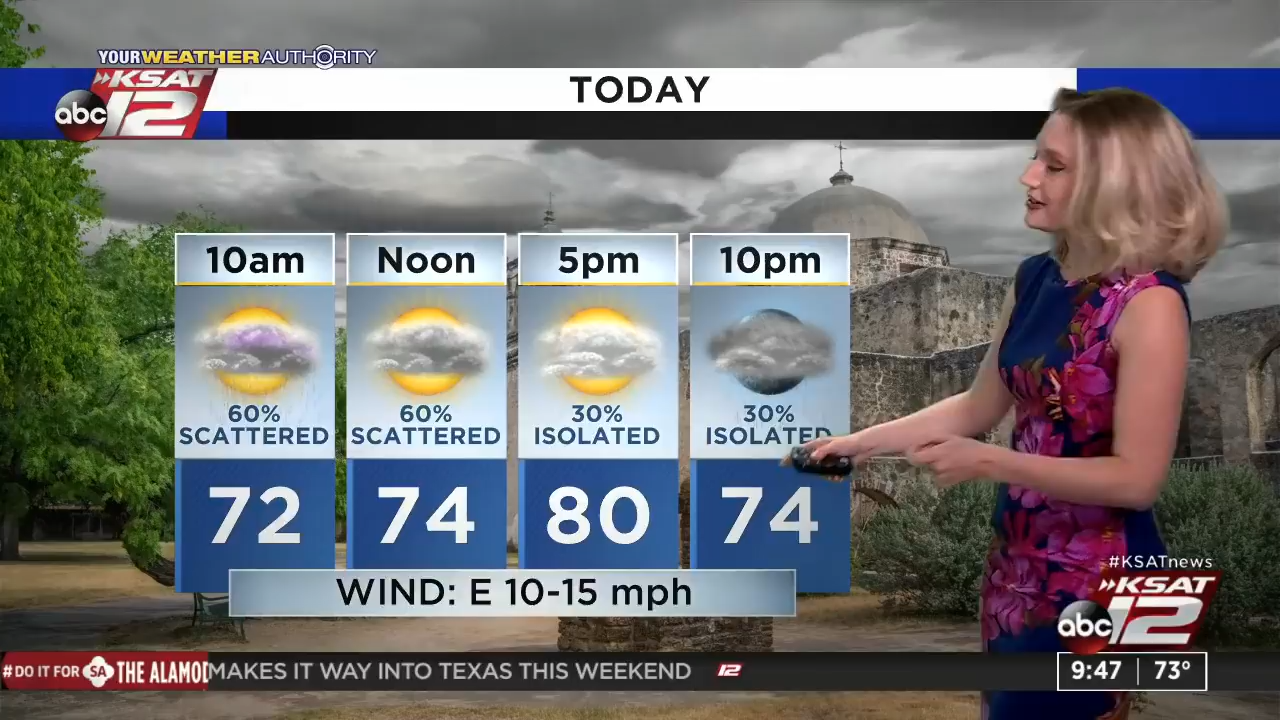 YOURWEATHERAUTHORITY
KSAT
abc 12
TODAY
10am
Noon
5pm
10pm
60%
SCATTERED
60%
SCATTERED
30%
ISOLATED
30%
ISOLATED
72
74
80
74
WIND: E 10-15 mph
#KSATnews
KSAT
abc 12
#DO IT FOR SA THE ALAMO
MAKES IT WAY INTO TEXAS THIS WEEKEND 12
9:47 73°